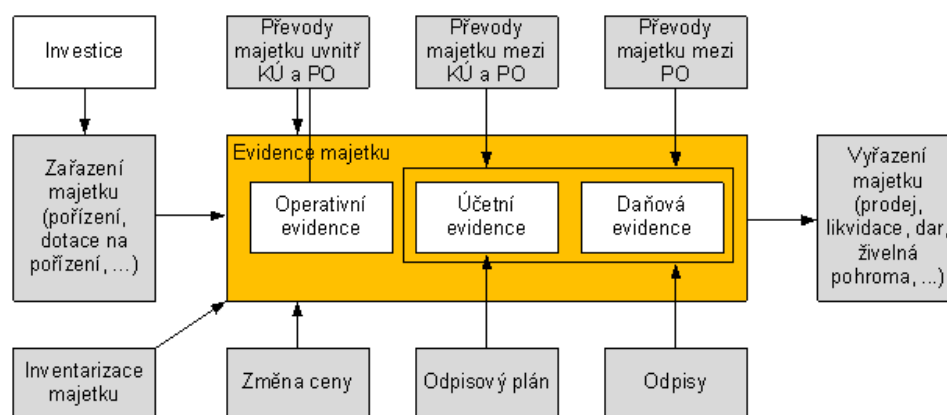 Investice
Převody
majetku uvnitř
KÚ a PO
Převody
majetku mezi
KÚ a PO
Převody
majetku mezi
PO
Zařazení
majetku
(pořízení,
dotace na
pořízení, ...)
Evidence majetku
Operativní
evidence
Účetní
evidence
Daňová
evidence
Vyřazení
majetku
(prodej,
likvidace, dar,
živelná
pohroma, ...)
Inventarizace
majetku
Změna ceny
Odpisový plán
Odpisy